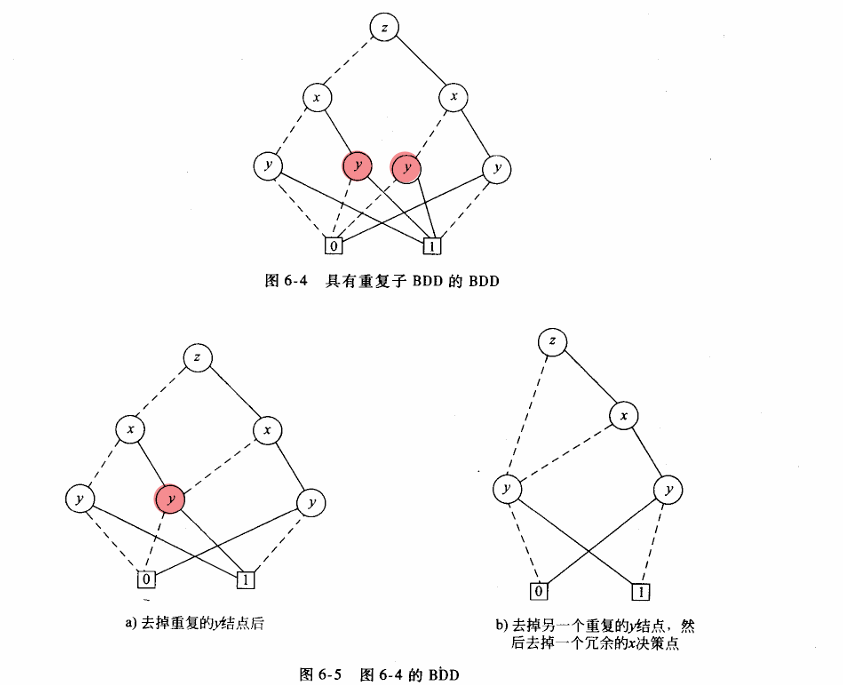 z
x
x
y
y
y
y
0
1
图 6-4 具有重复子 BDD 的 BDD
z
x
x
y
y
y
0
1
a) 去掉重复的y结点后
z
x
y
y
0
1
b) 去掉另一个重复的y结点，然
后去掉一个冗余的x决策点
图 6-5 图 6-4 的 BDD